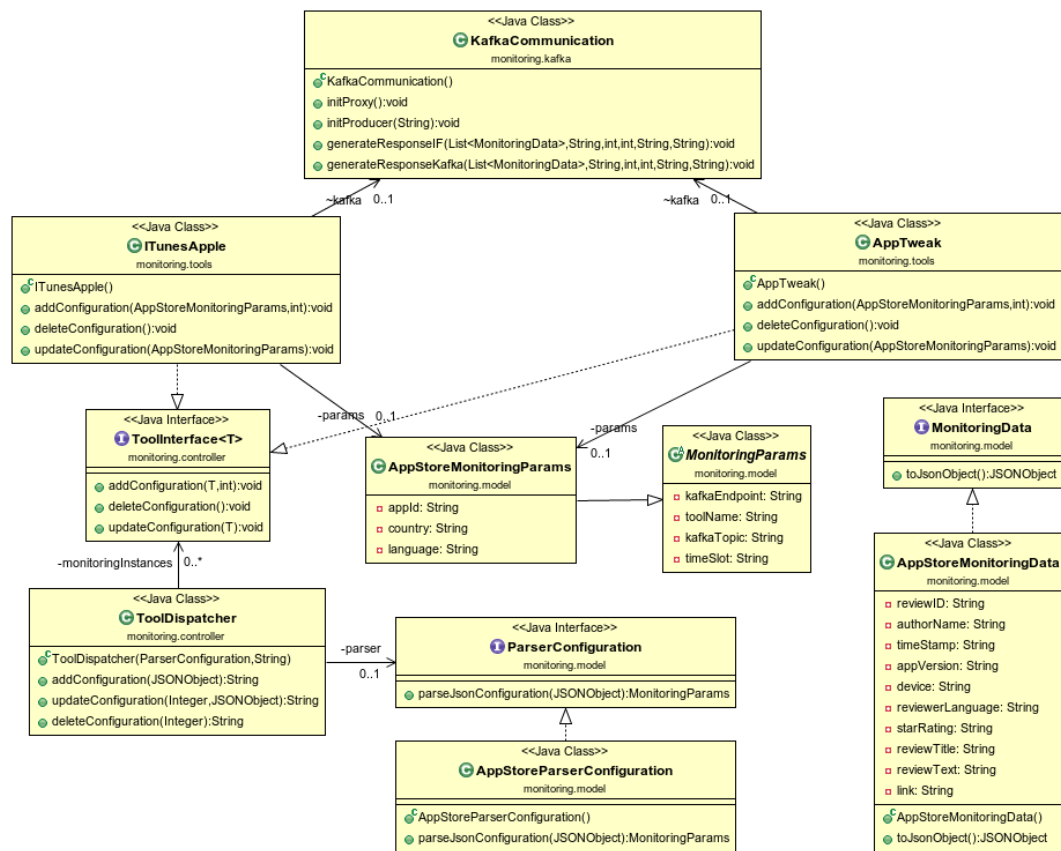 <<Java Class>>
KafkaCommunication
monitoring.kafka
KafkaCommunication()
initProxy():void
initProducer(String):void
generateResponseIF(List<MonitoringData>,String,int,int,String,String):void
generateResponseKafka(List<MonitoringData>,String,int,int,String,String):void
~kafka 0..1
~kafka 0..1
<<Java Class>>
ITunesApple
monitoring.tools
ITunesApple()
addConfiguration(AppStoreMonitoringParams,int):void
deleteConfiguration():void
updateConfiguration(AppStoreMonitoringParams):void
<<Java Class>>
AppTweak
monitoring.tools
AppTweak()
addConfiguration(AppStoreMonitoringParams,int):void
deleteConfiguration():void
updateConfiguration(AppStoreMonitoringParams):void
-params 0..1
-params
0..1
<<Java Interface>>
ToolInterface<T>
monitoring.controller
addConfiguration(T,int):void
deleteConfiguration():void
updateConfiguration(T):void
<<Java Class>>
AppStoreMonitoringParams
monitoring.model
appId: String
country: String
language: String
<<Java Class>>
MonitoringParams
monitoring.model
kafkaEndpoint: String
toolName: String
kafkaTopic: String
timeSlot: String
<<Java Interface>>
MonitoringData
monitoring.model
toJsonObject():JSONObject
-monitoringInstances 0..*
<<Java Class>>
ToolDispatcher
monitoring.controller
ToolDispatcher(ParserConfiguration,String)
addConfiguration(JSONObject):String
updateConfiguration(Integer,JSONObject):String
deleteConfiguration(Integer):String
-parser
0..1
<<Java Interface>>
ParserConfiguration
monitoring.model
parseJsonConfiguration(JSONObject):MonitoringParams
<<Java Class>>
AppStoreParserConfiguration
monitoring.model
AppStoreParserConfiguration()
parseJsonConfiguration(JSONObject):MonitoringParams
<<Java Class>>
AppStoreMonitoringData
monitoring.model
reviewID: String
authorName: String
timeStamp: String
appVersion: String
device: String
reviewerLanguage: String
starRating: String
reviewTitle: String
reviewText: String
link: String
AppStoreMonitoringData()
toJsonObject():JSONObject